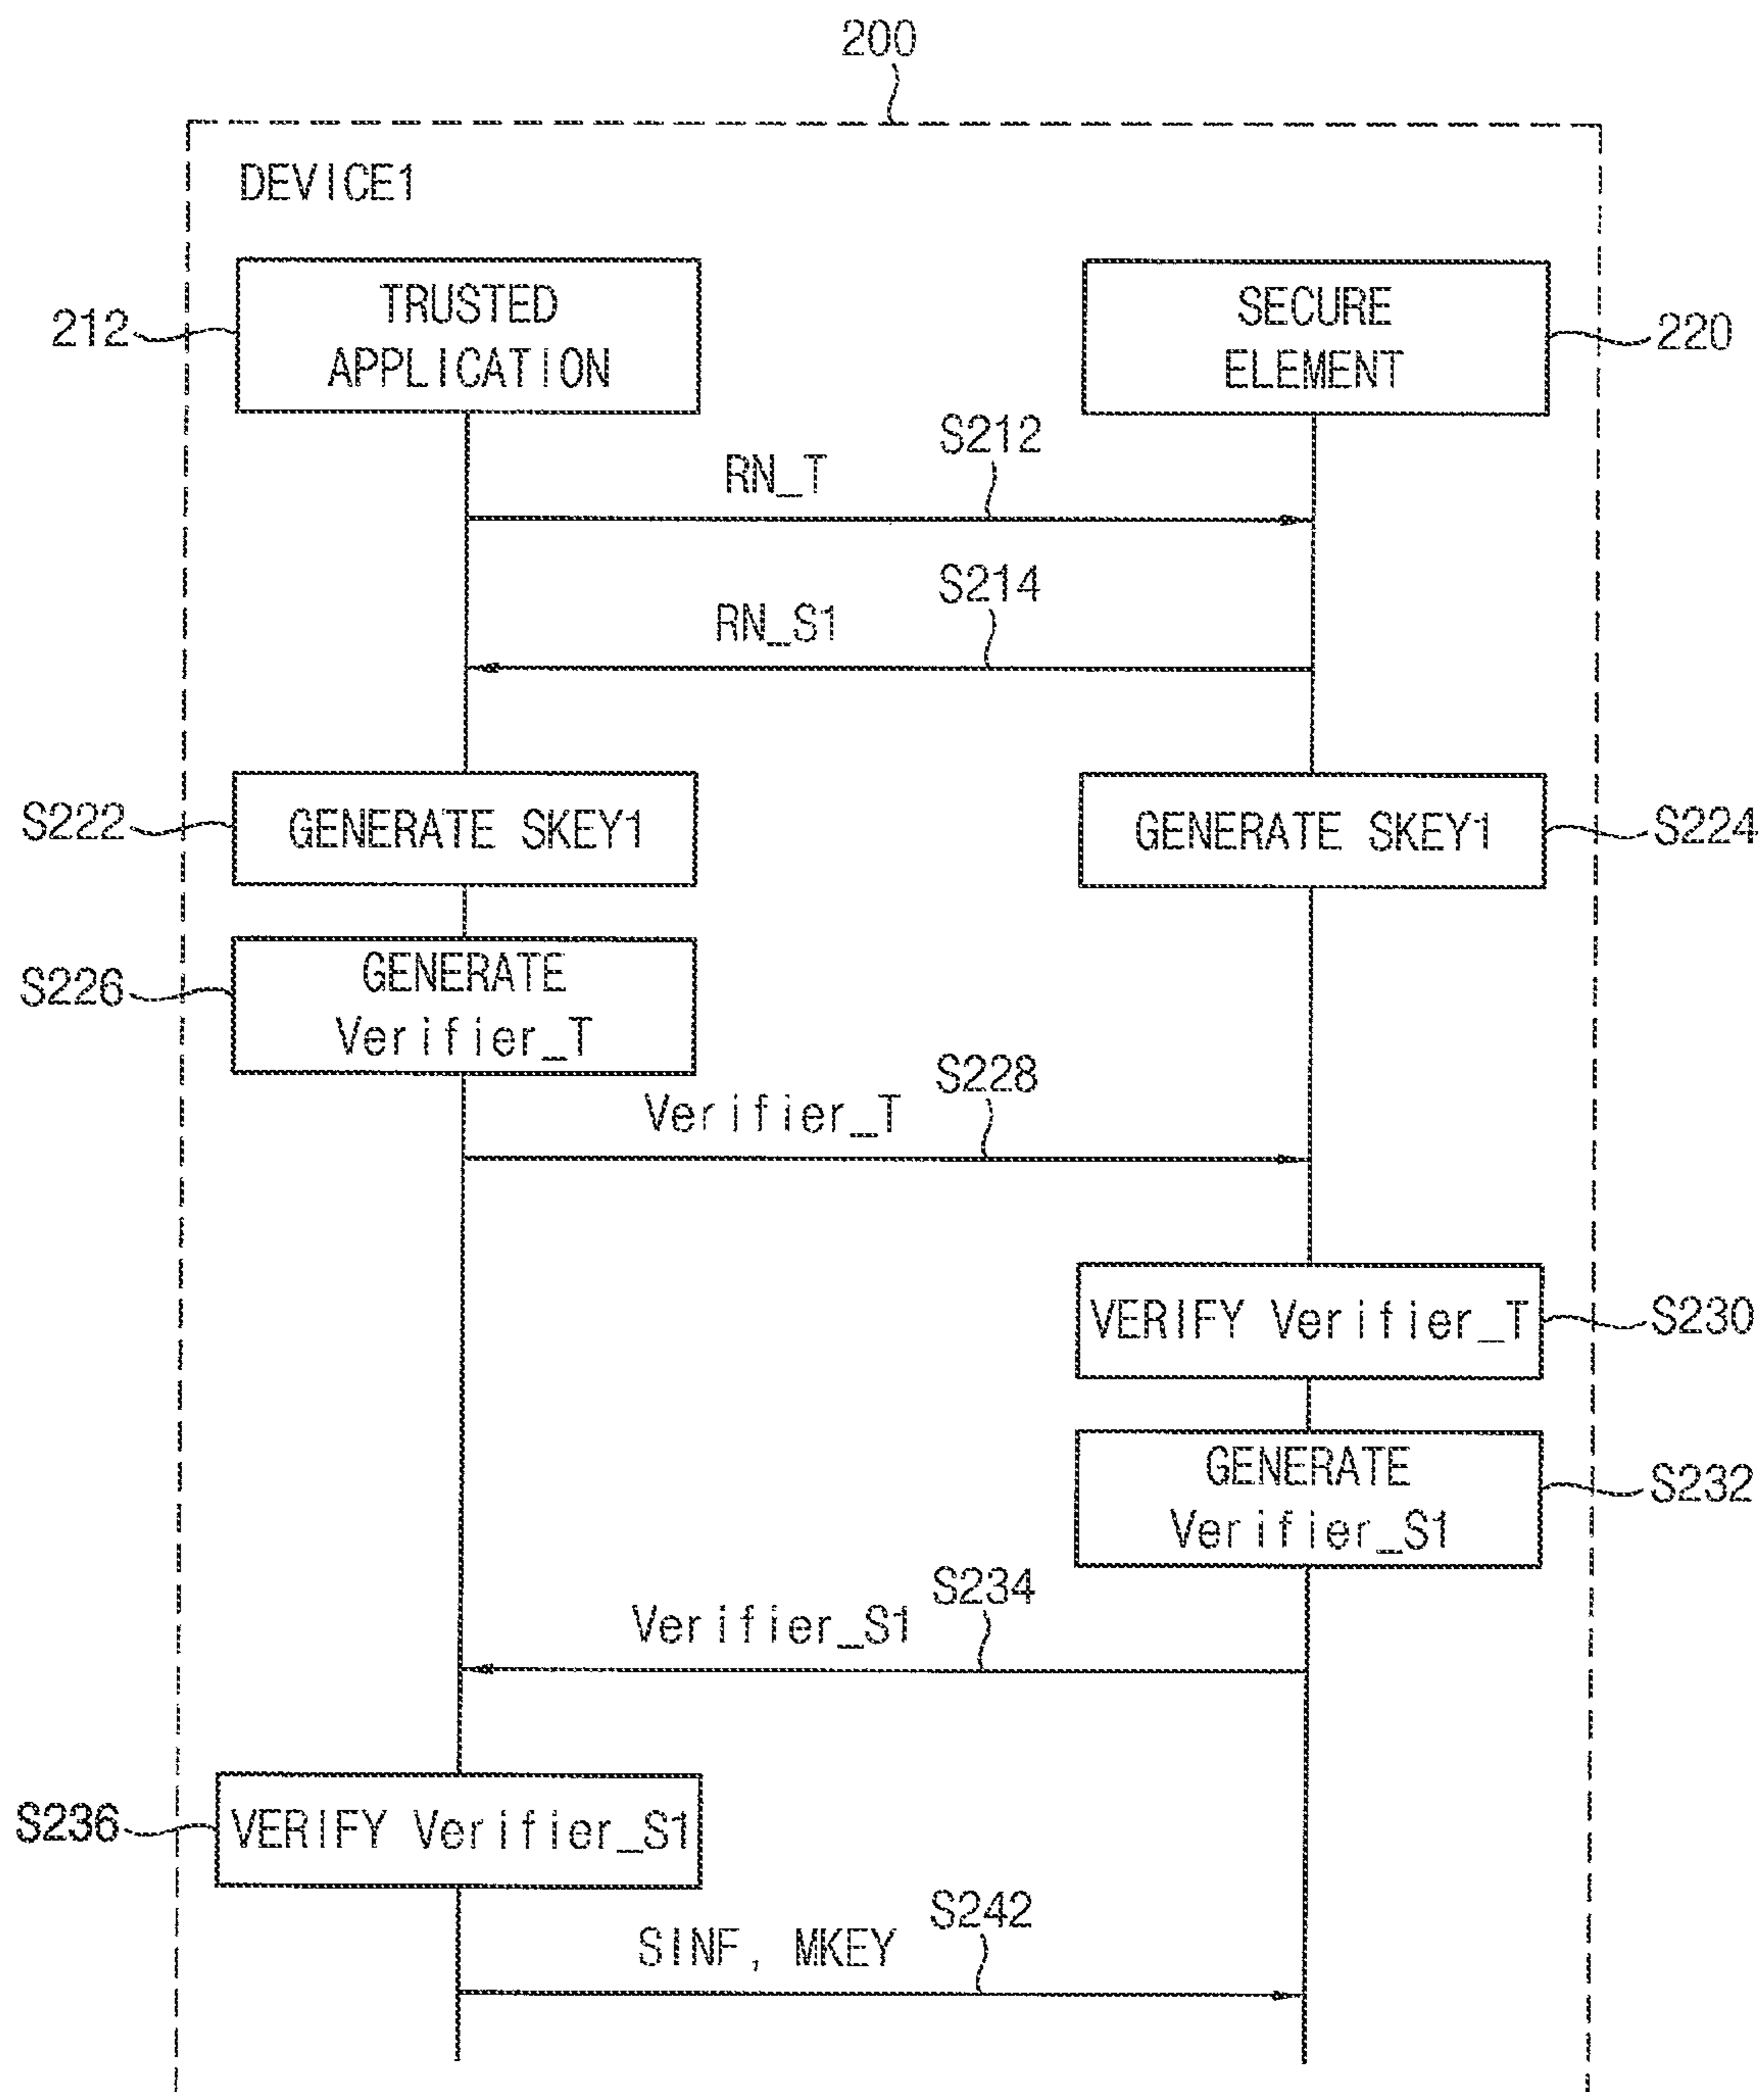 200
DEVICE1
TRUSTED
APPLICATION
212
SECURE
ELEMENT
220
S212
RN_T
S214
RN_S1
S222
GENERATE SKEY1
GENERATE SKEY1
S224
S226
GENERATE
Verifier_T
S228
Verifier_T
VERIFY Verifier_T
S230
GENERATE
Verifier_S1
S232
S234
Verifier_S1
S236
VERIFY Verifier_S1
S242
SINF, MKEY